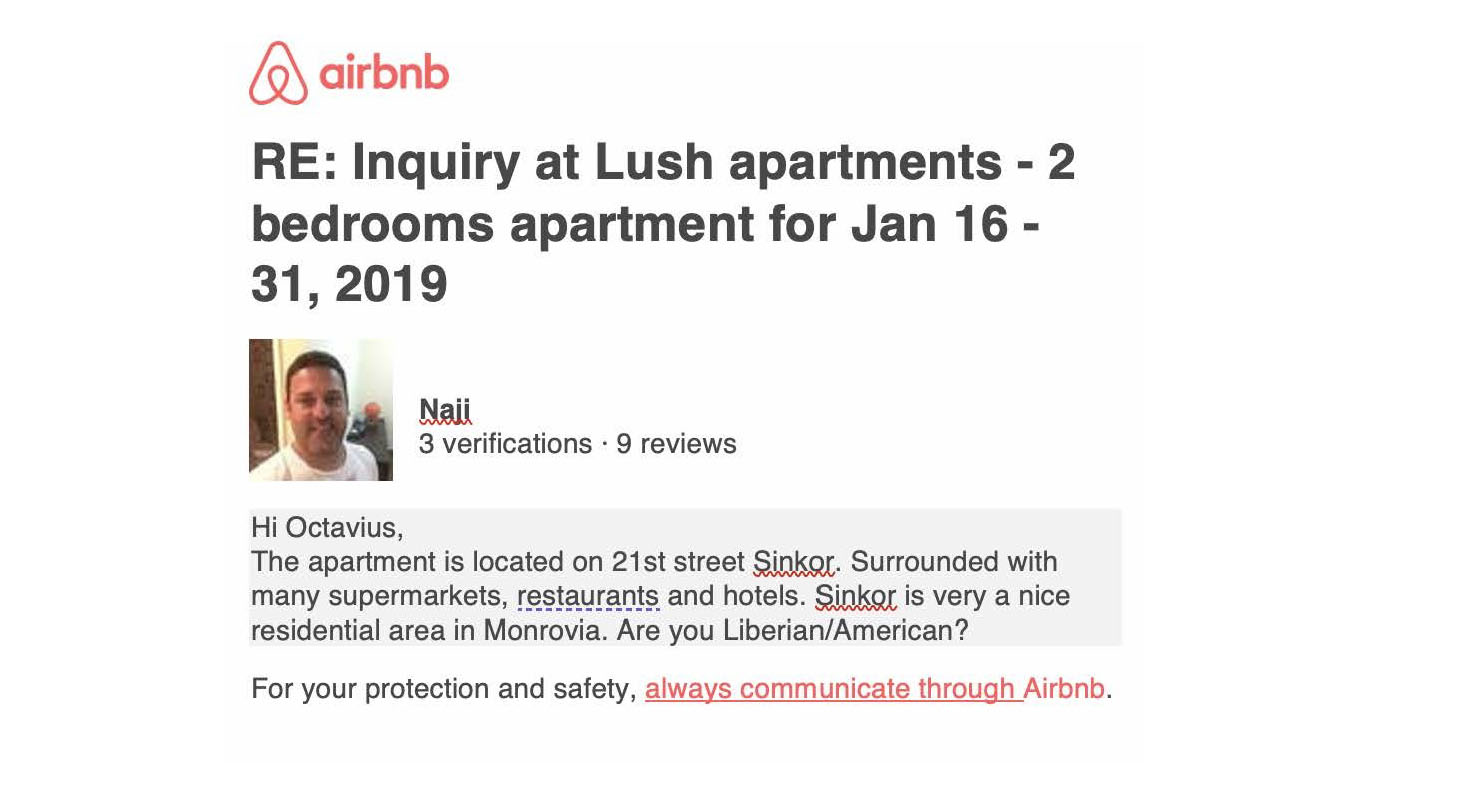 airbnb
RE: Inquiry at Lush apartments - 2
bedrooms apartment for Jan 16 -
31, 2019
Naji
3 verifications · 9 reviews
Hi Octavius,
The apartment is located on 21st street Sinkor. Surrounded with
many supermarkets, restaurants and hotels. Sinkor is very a nice
residential area in Monrovia. Are you Liberian/American?
For your protection and safety, always communicate through Airbnb.